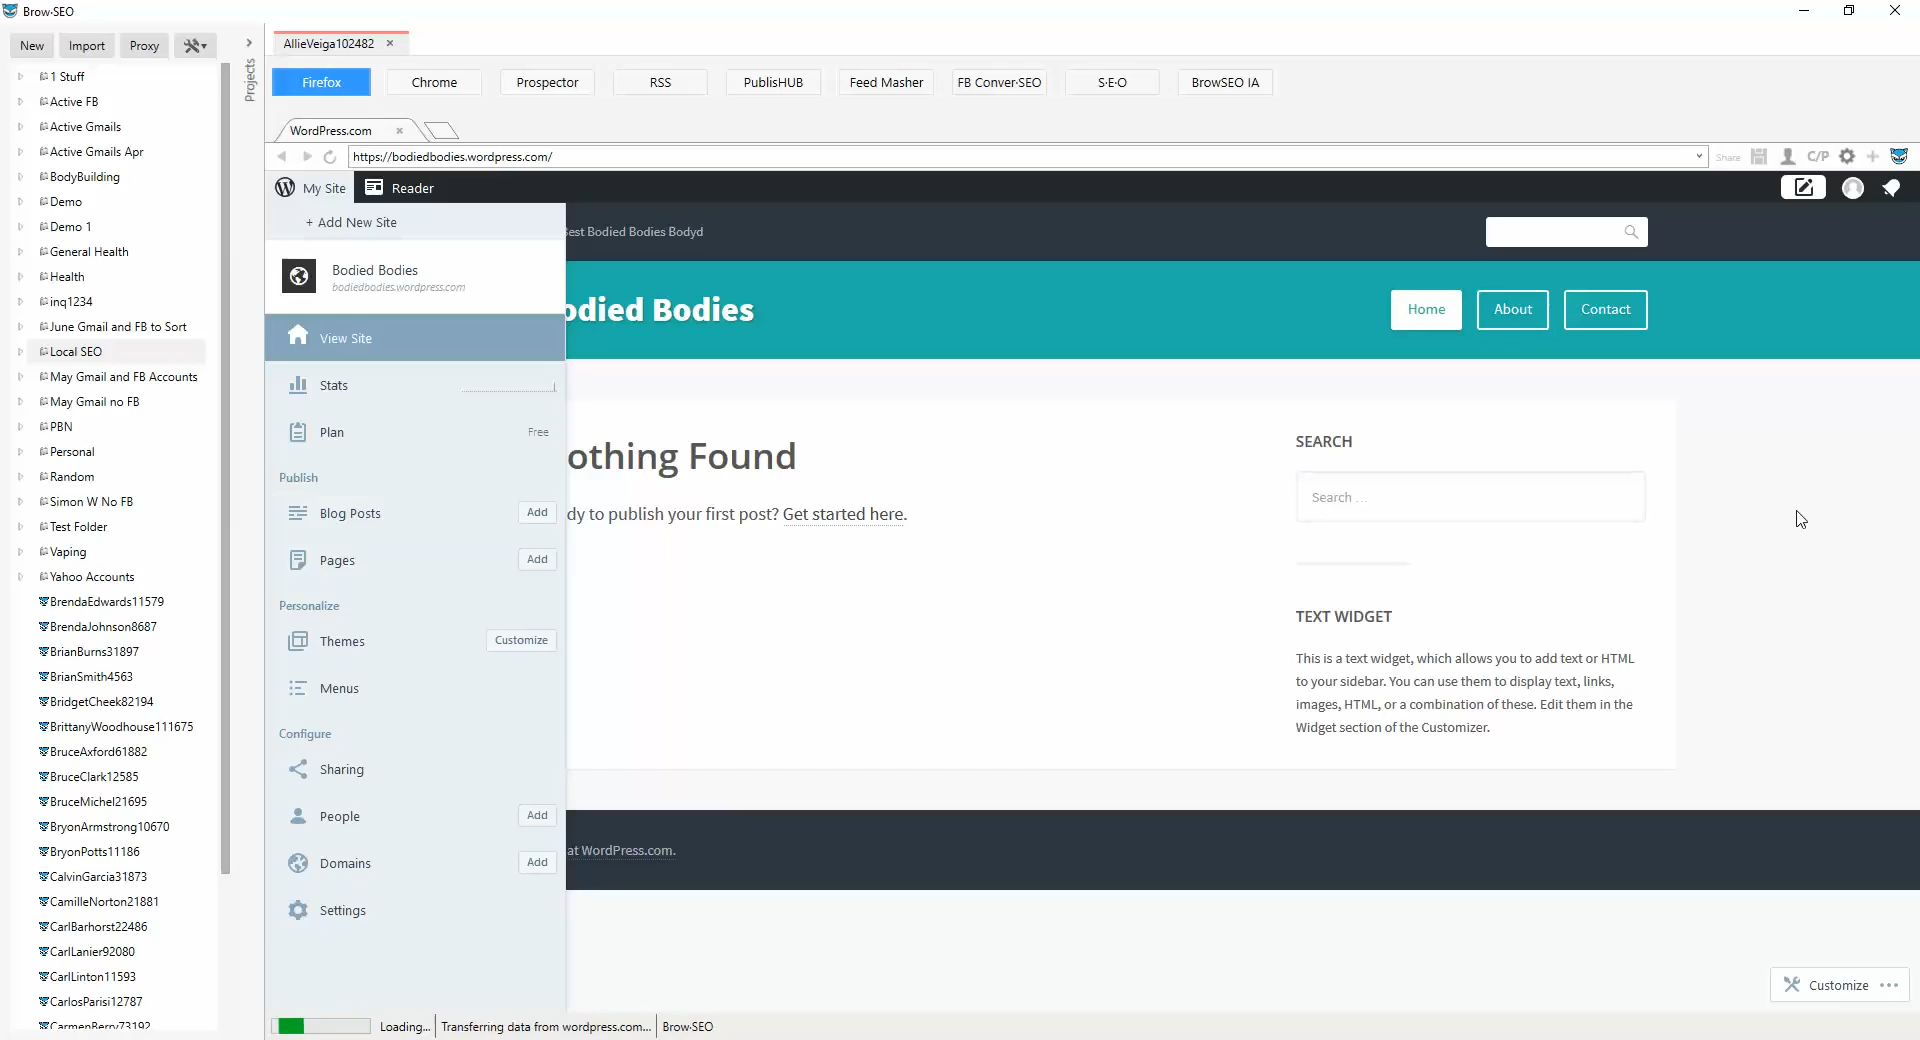 Brow·SEO
New
Import
Proxy
Projects
1 Stuff
Active FB
Active Gmails
Active Gmails Apr
BodyBuilding
Demo
Demo 1
General Health
Health
inq1234
June Gmail and FB to Sort
Local SEO
May Gmail and FB Accounts
May Gmail no FB
PBN
Personal
Random
Simon W No FB
Test Folder
Vaping
Yahoo Accounts
BrendaEdwards11579
BrendaJohnson8687
BrianBurns31897
BrianSmith4563
BridgetCheek82194
BrittanyWoodhouse111675
BruceAxford61882
BruceClark12585
BruceMichel21695
BryonArmstrong10670
BryonPotts11186
CalvinGarcia31873
CamilleNorton21881
CarlBarhorst22486
CarlLanier92080
CarlLinton11593
CarlosParisi12787
CarmenBerry73192
AllieVeiga102482
Firefox
Chrome
Prospector
RSS
PublisHUB
Feed Masher
FB Conver·SEO
S·E·O
BrowSEO IA
WordPress.com
https://bodiedbodies.wordpress.com/
Share
C/P
My Site
Reader
+ Add New Site
Bodied Bodies
bodiedbodies.wordpress.com
View Site
Stats
Plan
Free
Publish
Blog Posts
Add
Pages
Add
Personalize
Themes
Customize
Menus
Configure
Sharing
People
Add
Domains
Add
Settings
Best Bodied Bodies Bodyd
odied Bodies
Home
About
Contact
othing Found
dy to publish your first post? Get started here.
SEARCH
Search ...
TEXT WIDGET
This is a text widget, which allows you to add text or HTML
to your sidebar. You can use them to display text, links,
images, HTML, or a combination of these. Edit them in the
Widget section of the Customizer.
at WordPress.com.
Customize
Loading...
Transferring data from wordpress.com...
Brow·SEO